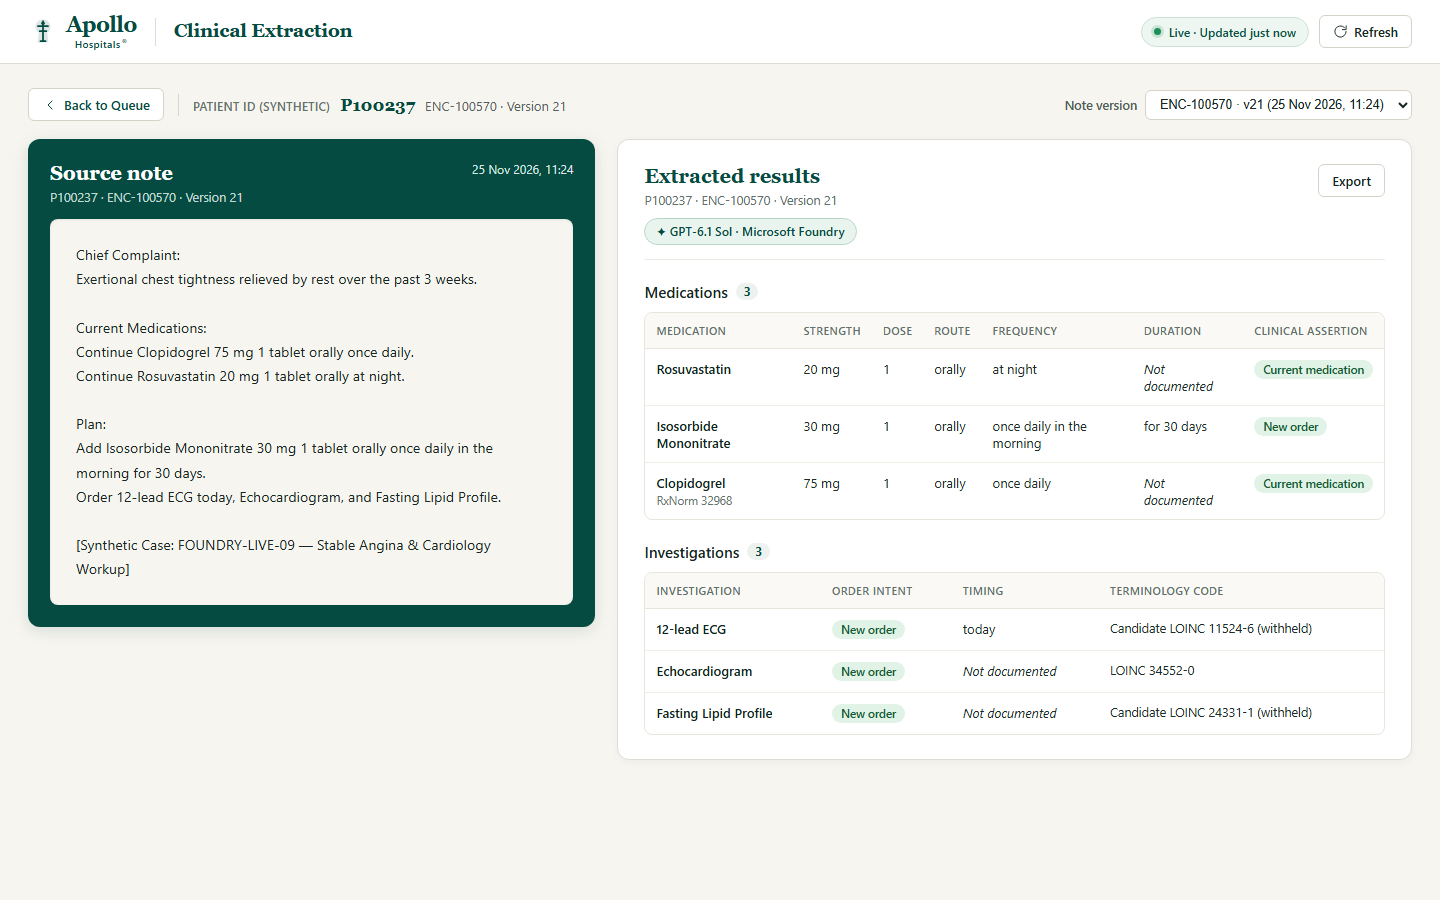 Apollo
Hospitals®
Clinical Extraction
Live · Updated just now
Refresh
Back to Queue
PATIENT ID (SYNTHETIC) P100237 ENC-100570 · Version 21
Note version ENC-100570 · v21 (25 Nov 2026, 11:24)
Source note
25 Nov 2026, 11:24
P100237 · ENC-100570 · Version 21
Chief Complaint:
Exertional chest tightness relieved by rest over the past 3 weeks.
Current Medications:
Continue Clopidogrel 75 mg 1 tablet orally once daily.
Continue Rosuvastatin 20 mg 1 tablet orally at night.
Plan:
Add Isosorbide Mononitrate 30 mg 1 tablet orally once daily in the
morning for 30 days.
Order 12-lead ECG today, Echocardiogram, and Fasting Lipid Profile.
[Synthetic Case: FOUNDRY-LIVE-09 — Stable Angina & Cardiology
Workup]
Extracted results
Export
P100237 · ENC-100570 · Version 21
✦ GPT-6.1 Sol · Microsoft Foundry
Medications 3
MEDICATION STRENGTH DOSE ROUTE FREQUENCY DURATION CLINICAL ASSERTION
Rosuvastatin 20 mg 1 orally at night Not documented Current medication
Isosorbide Mononitrate 30 mg 1 orally once daily in the morning for 30 days New order
Clopidogrel RxNorm 32968 75 mg 1 orally once daily Not documented Current medication
Investigations 3
INVESTIGATION ORDER INTENT TIMING TERMINOLOGY CODE
12-lead ECG New order today Candidate LOINC 11524-6 (withheld)
Echocardiogram New order Not documented LOINC 34552-0
Fasting Lipid Profile New order Not documented Candidate LOINC 24331-1 (withheld)